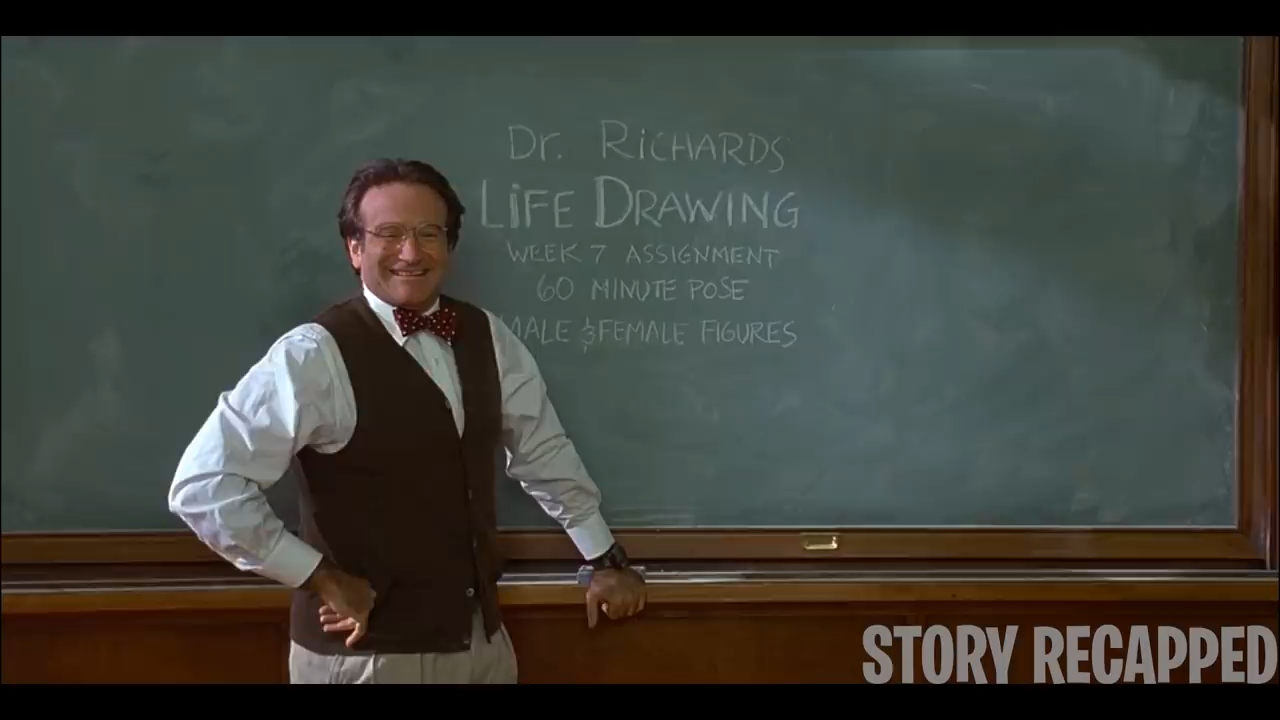 Dr. RiCHARDS
LiFE DRAWING
WEEK 7 ASSIGNMENT
60 MINUTE POSE
MALE & FEMALE FIGURES
STORY RECAPPED